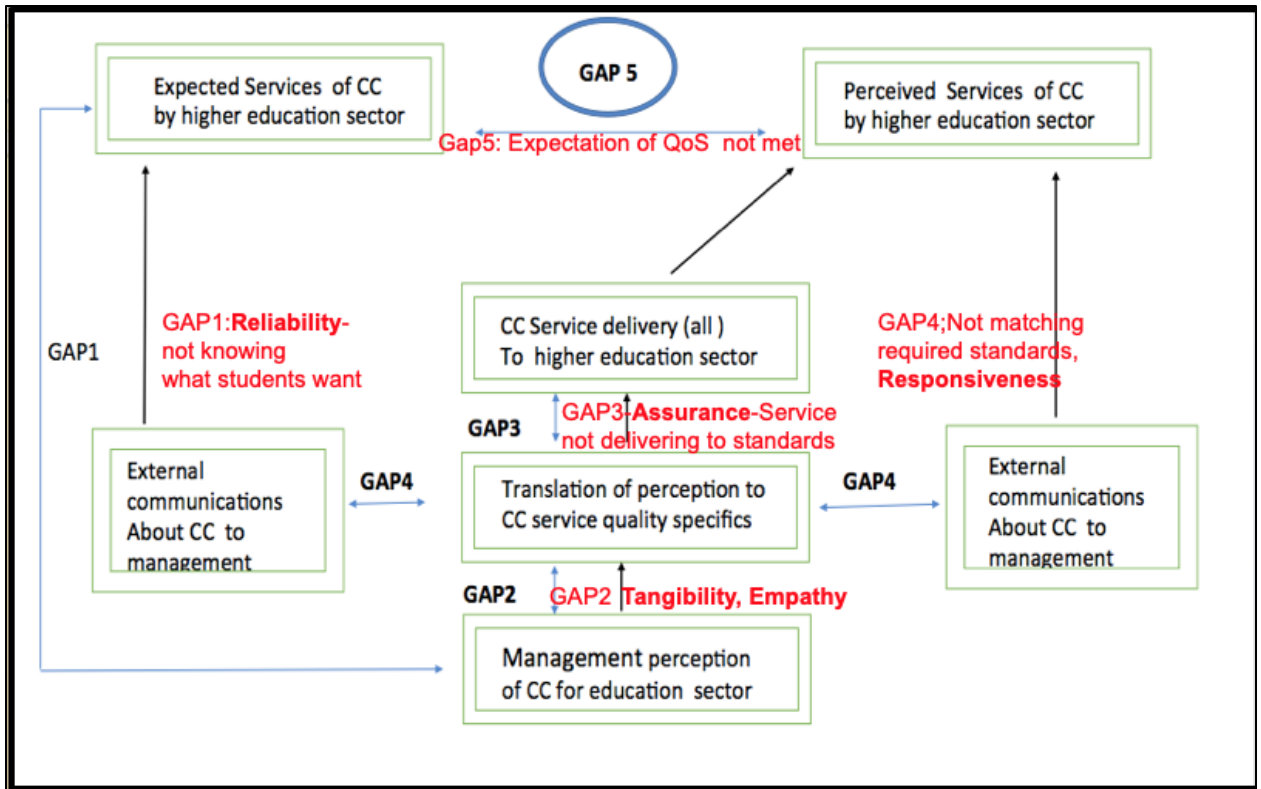 GAP 5
Expected Services of CC
by higher education sector
Perceived Services of CC
by higher education sector
Gap5: Expectation of QoS not met
GAP1
GAP1:Reliability-
not knowing
what students want
CC Service delivery (all )
To higher education sector
GAP4;Not matching
required standards,
Responsiveness
GAP3
GAP3-Assurance-Service
not delivering to standards
External
communications
About CC to
management
GAP4
Translation of perception to
CC service quality specifics
GAP4
External
communications
About CC to
management
GAP2
GAP2 Tangibility, Empathy
Management perception
of CC for education sector